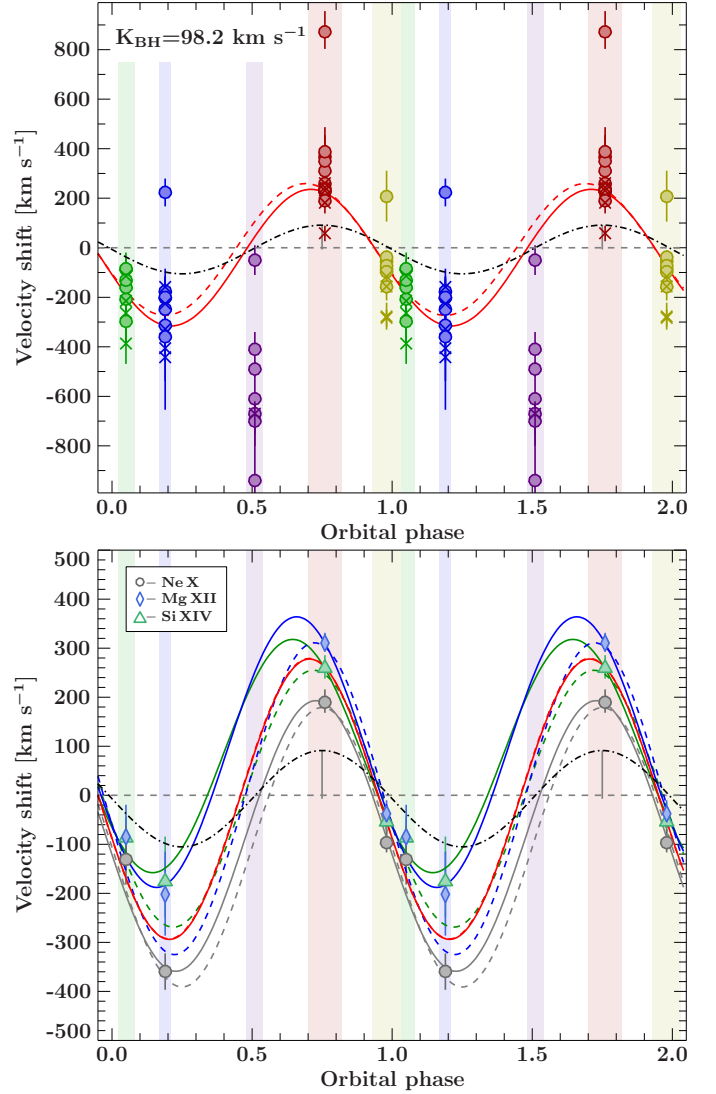 K_BH=98.2 km s⁻¹
Velocity shift [km s⁻¹]
800
600
400
200
0
-200
-400
-600
-800
0.0 0.5 1.0 1.5 2.0
Orbital phase
Ne X
Mg XII
Si XIV
Velocity shift [km s⁻¹]
500
400
300
200
100
0
-100
-200
-300
-400
-500
0.0 0.5 1.0 1.5 2.0
Orbital phase